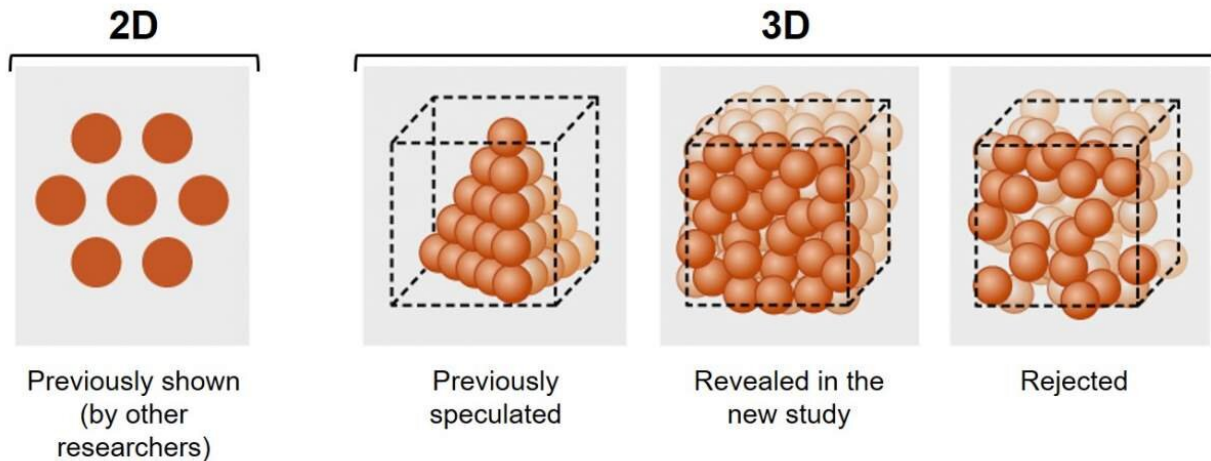 2D
3D
Previously shown
(by other
researchers)
Previously
speculated
Revealed in the
new study
Rejected